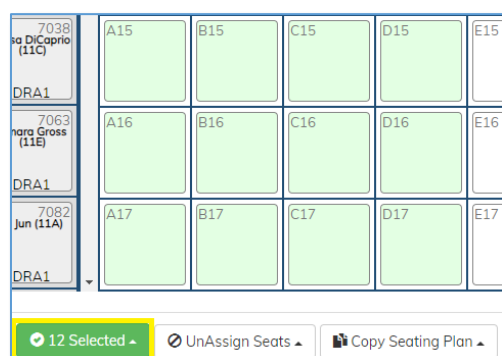 7038
sa DiCaprio
(11C)
DRA1
A15 B15 C15 D15 E15
7063
nara Gross
(11E)
DRA1
A16 B16 C16 D16 E16
7082
Jun (11A)
DRA1
A17 B17 C17 D17 E17
12 Selected UnAssign Seats Copy Seating Plan